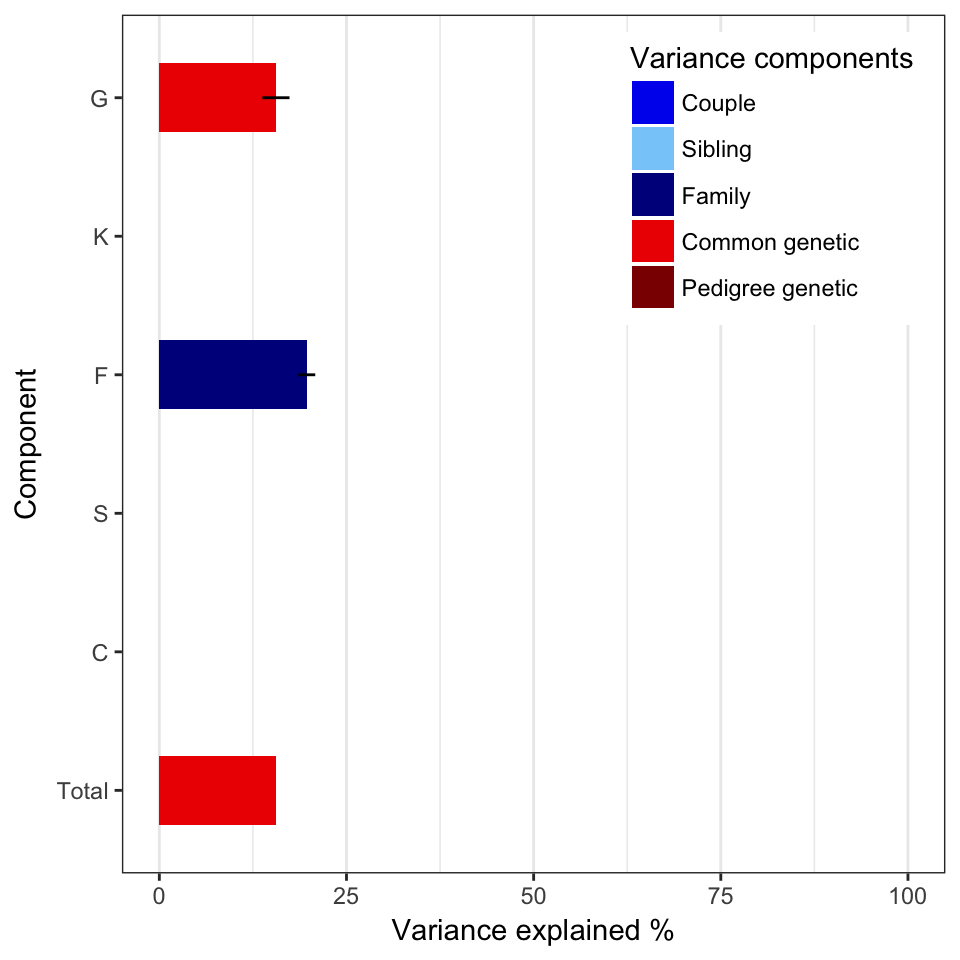 Variance components
Couple
Sibling
Family
Common genetic
Pedigree genetic
G
K
F
S
C
Total
Component
0 25 50 75 100
Variance explained %